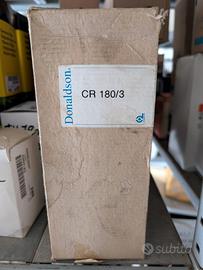 Donaldson.
CR 180/3
subito